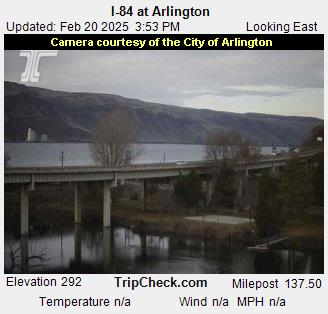 I-84 at Arlington
Updated: Feb 20 2025 3:53 PM Looking East
Camera courtesy of the City of Arlington
Elevation 292 TripCheck.com Milepost 137.50
Temperature n/a Wind n/a MPH n/a